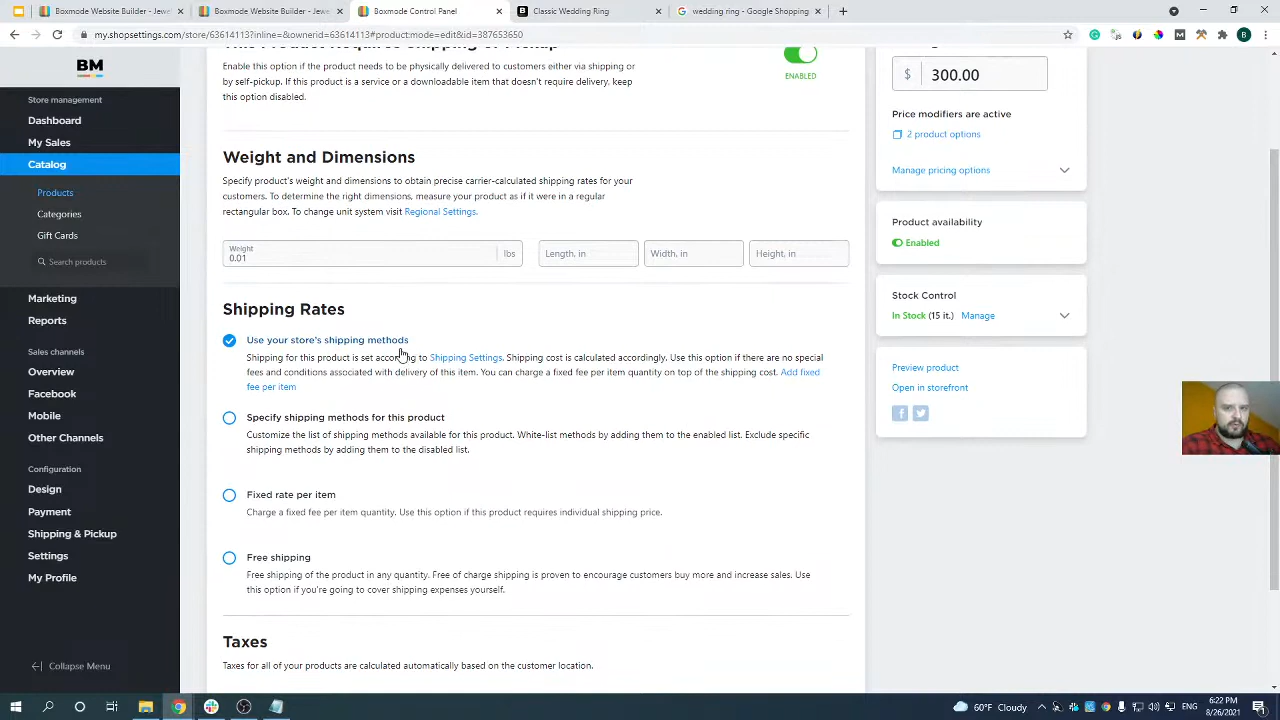 Boxmode Website Builder - Jewel
Boxmode Website Builder - Jewel
Boxmode Control Panel
Classic Wedding Ring
wedding ring - Google Shopping
my.shopsettings.com/store/63614113?inline=&ownerid=63614113#product:mode=edit&id=387653650
BM
Store management
Dashboard
My Sales
Catalog
Products
Categories
Gift Cards
Search products
Marketing
Reports
Sales channels
Overview
Facebook
Mobile
Other Channels
Configuration
Design
Payment
Shipping & Pickup
Settings
My Profile
Collapse Menu
This Product Requires Shipping or Pickup
Enable this option if the product needs to be physically delivered to customers either via shipping or
by self-pickup. If this product is a service or a downloadable item that doesn't require delivery, keep
this option disabled.
ENABLED
Weight and Dimensions
Specify product's weight and dimensions to obtain precise carrier-calculated shipping rates for your
customers. To determine the right dimensions, measure your product as if it were in a regular
rectangular box. To change unit system visit Regional Settings.
Weight
0.01
lbs
Length, in
Width, in
Height, in
Shipping Rates
Use your store's shipping methods
Shipping for this product is set according to Shipping Settings. Shipping cost is calculated accordingly. Use this option if there are no special
fees and conditions associated with delivery of this item. You can charge a fixed fee per item quantity on top of the shipping cost. Add fixed
fee per item
Specify shipping methods for this product
Customize the list of shipping methods available for this product. White-list methods by adding them to the enabled list. Exclude specific
shipping methods by adding them to the disabled list.
Fixed rate per item
Charge a fixed fee per item quantity. Use this option if this product requires individual shipping price.
Free shipping
Free shipping of the product in any quantity. Free of charge shipping is proven to encourage customers buy more and increase sales. Use
this option if you're going to cover shipping expenses yourself.
Taxes
Taxes for all of your products are calculated automatically based on the customer location.
$ 300.00
Price modifiers are active
2 product options
Manage pricing options
Product availability
Enabled
Stock Control
In Stock (15 it.) Manage
Preview product
Open in storefront
60°F Cloudy
6:22 PM
8/26/2021